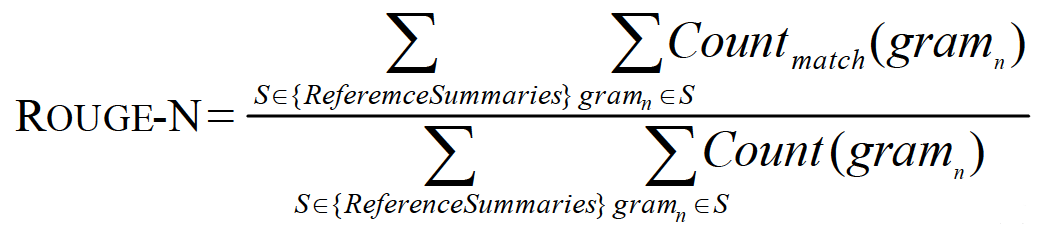 ∑ ∑ Count_match(gram_n)
S∈{ReferemceSummaries} gram_n∈S
ROUGE-N=
∑ ∑ Count(gram_n)
S∈{ReferenceSummaries} gram_n∈S